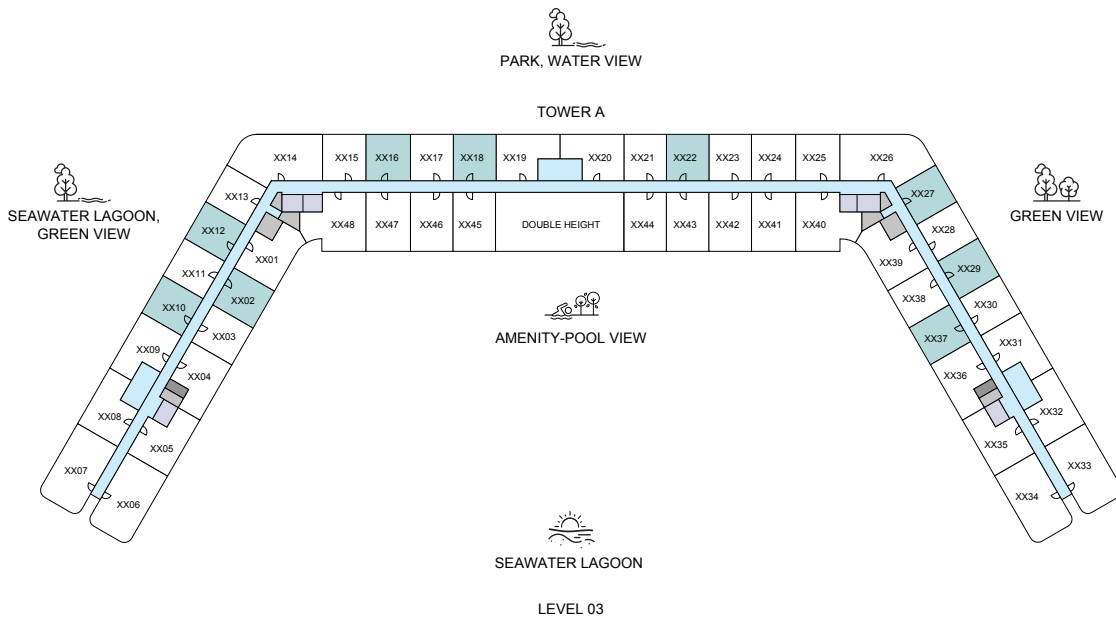 PARK, WATER VIEW
TOWER A
XX14
XX15
XX16
XX17
XX18
XX19
XX20
XX21
XX22
XX23
XX24
XX25
XX26
XX13
XX12
XX11
XX10
XX09
XX08
XX07
XX01
XX02
XX03
XX04
XX05
XX06
XX48
XX47
XX46
XX45
DOUBLE HEIGHT
XX44
XX43
XX42
XX41
XX40
XX27
XX28
XX29
XX30
XX31
XX32
XX33
XX39
XX38
XX37
XX36
XX35
XX34
SEAWATER LAGOON,
GREEN VIEW
GREEN VIEW
AMENITY-POOL VIEW
SEAWATER LAGOON
LEVEL 03